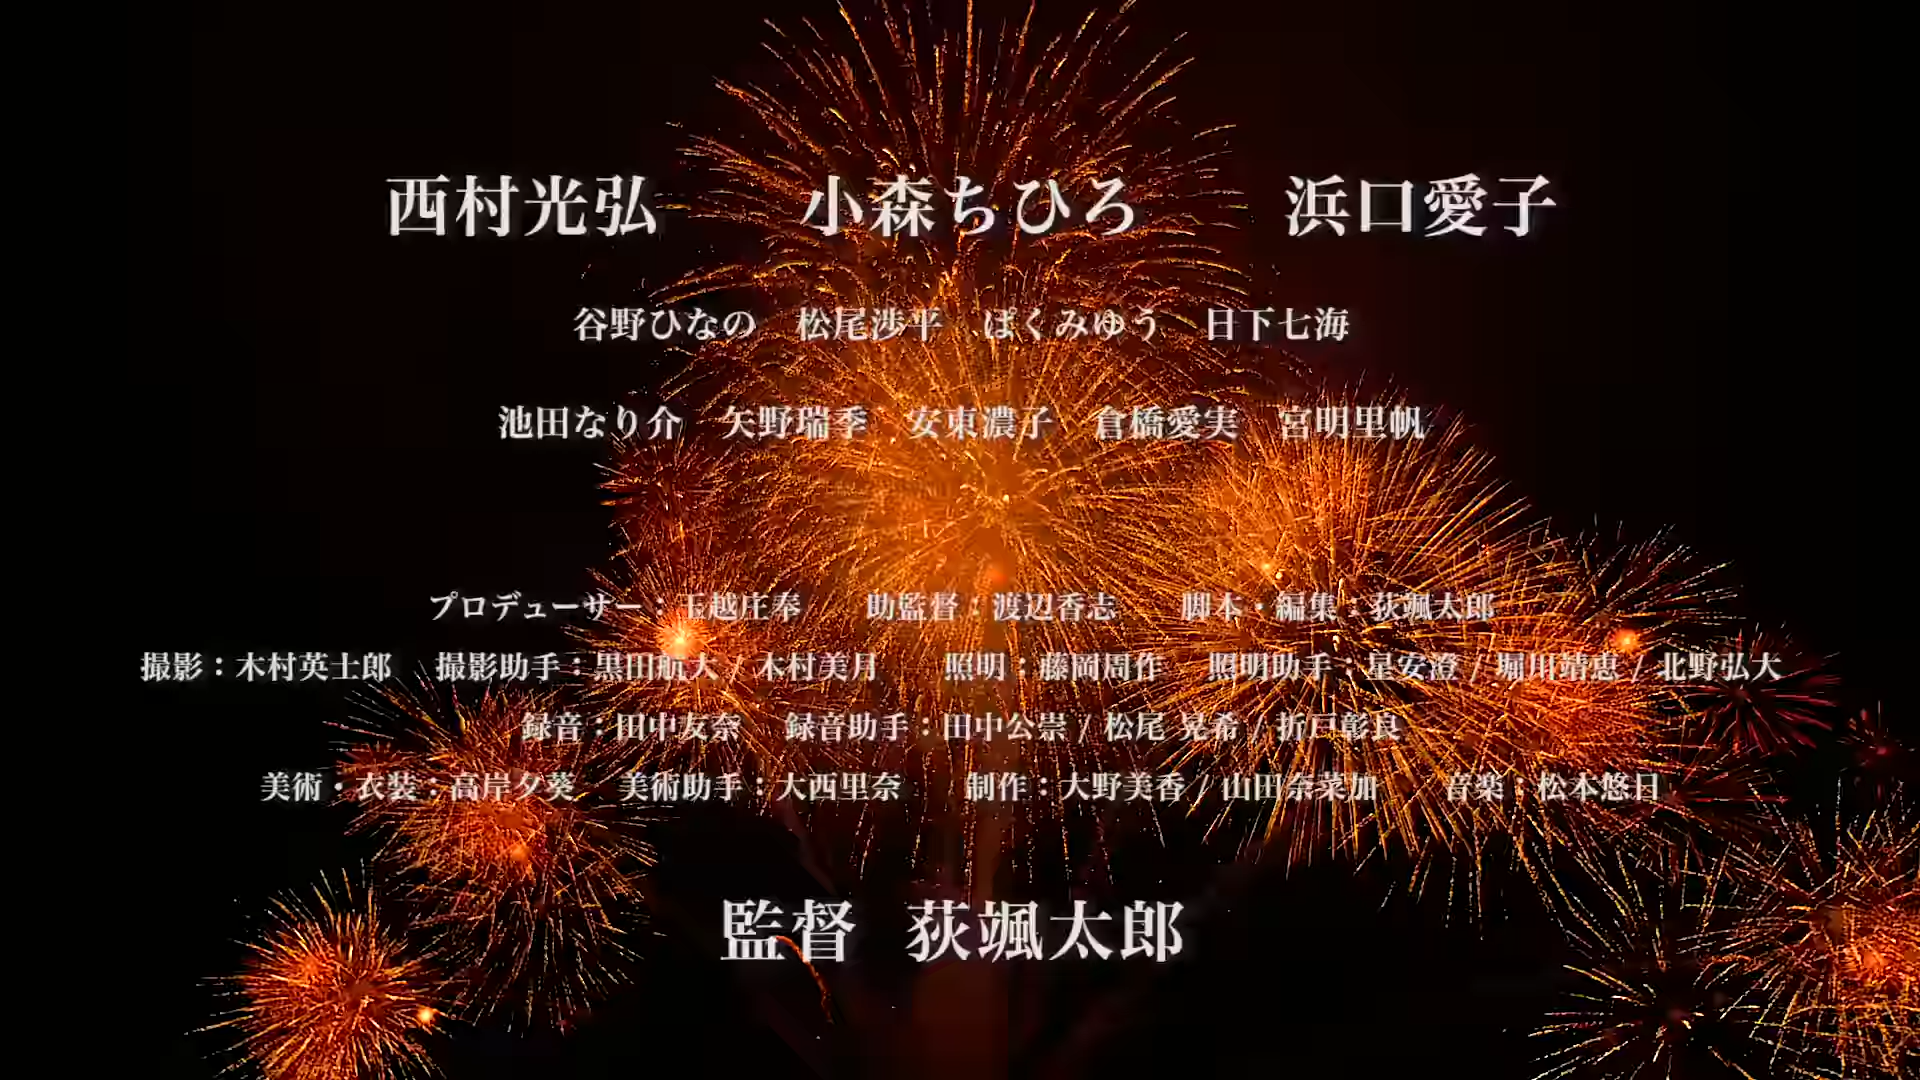 西村光弘　小森ちひろ　浜口愛子
谷野ひなの　松尾渉平　ぱくみゆう　日下七海
池田なり介　矢野瑞季　安東濃子　倉橋愛実　宮明里帆
プロデューサー：玉越庄奉　助監督：渡辺香志　脚本・編集：荻颯太郎
撮影：木村英士郎　撮影助手：黒田航大 / 木村美月　照明：藤岡周作　照明助手：星安澄 / 堀川靖恵 / 北野弘大
録音：田中友奈　録音助手：田中公崇 / 松尾 晃希 / 折戸彰良
美術・衣装：高岸夕葵　美術助手：大西里奈　制作：大野美香 / 山田奈菜加　音楽：松本悠日
監督　荻颯太郎